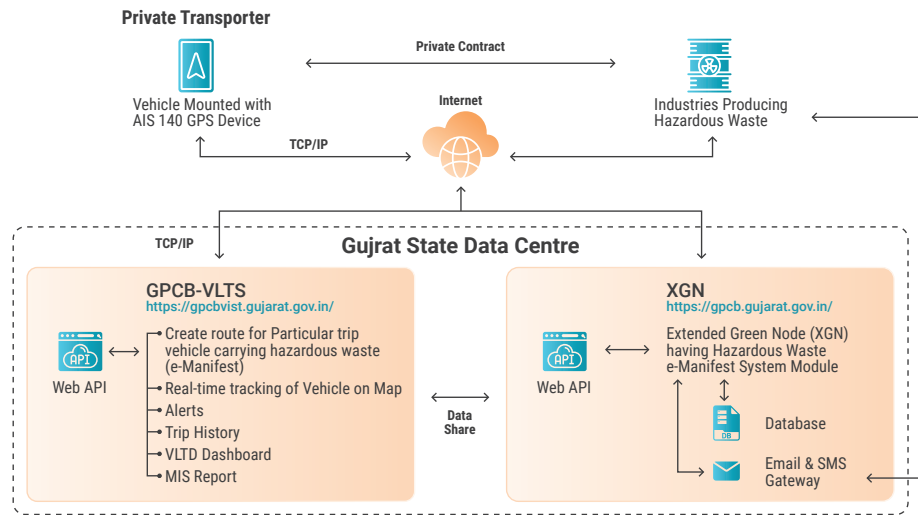 Private Transporter
Private Contract
Vehicle Mounted with
AIS 140 GPS Device
Internet
Industries Producing
Hazardous Waste
TCP/IP
TCP/IP
Gujrat State Data Centre
GPCB-VLTS
https://gpcbvist.gujarat.gov.in/
API
Web API
Create route for Particular trip
vehicle carrying hazardous waste
(e-Manifest)
Real-time tracking of Vehicle on Map
Alerts
Trip History
VLTD Dashboard
MIS Report
Data
Share
XGN
https://gpcb.gujarat.gov.in/
API
Web API
Extended Green Node (XGN)
having Hazardous Waste
e-Manifest System Module
DB
Database
Email & SMS
Gateway